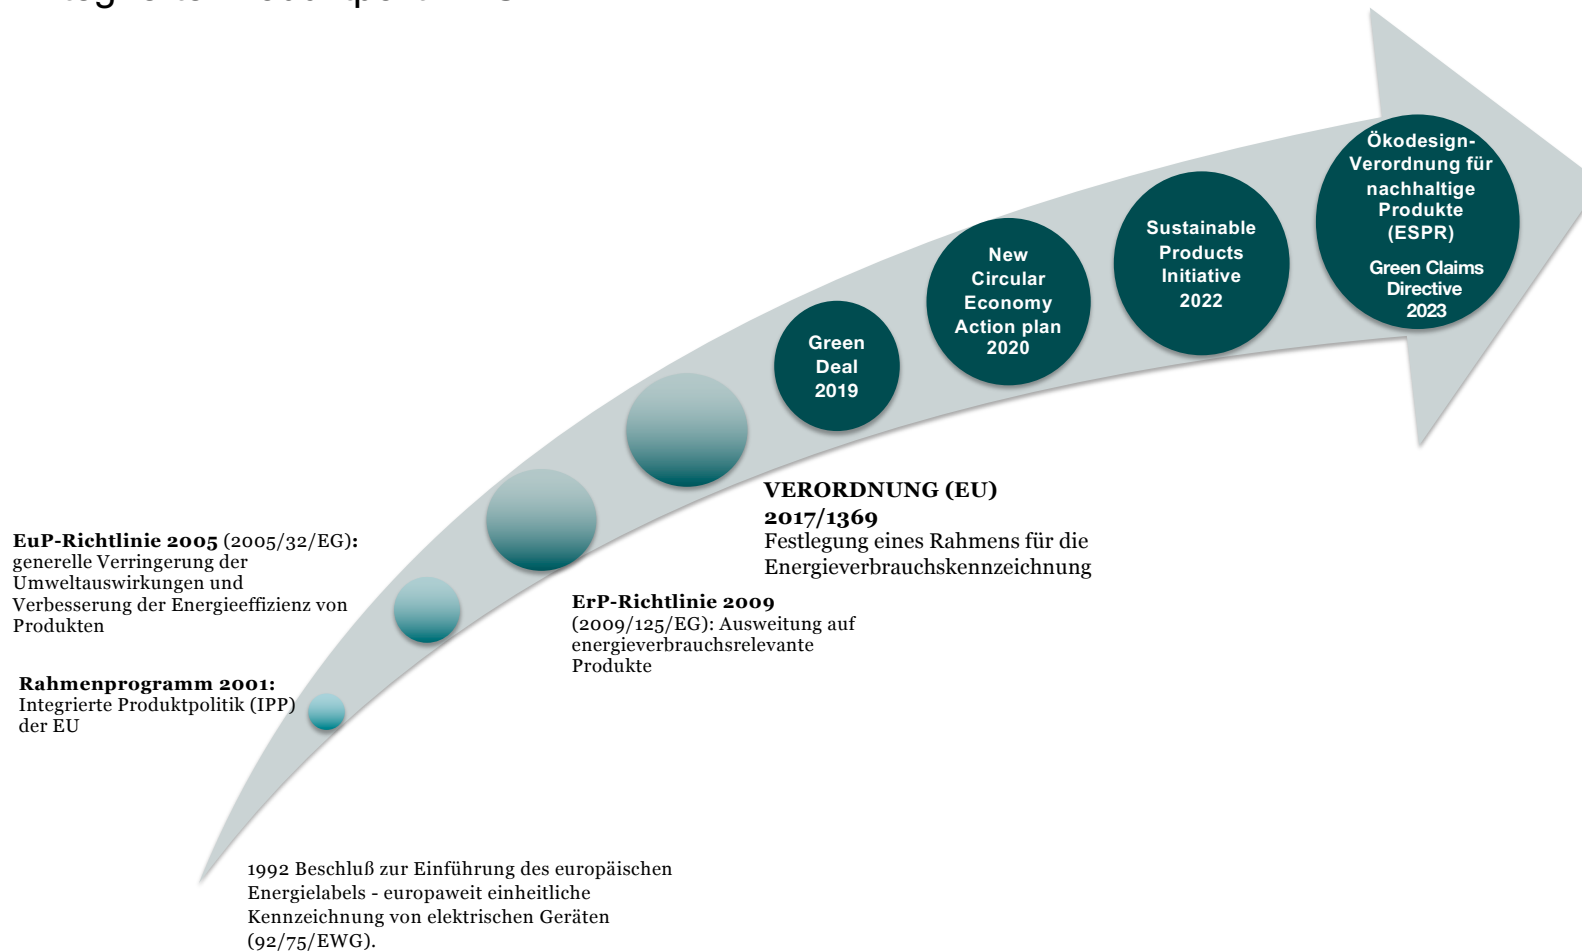 EuP-Richtlinie 2005 (2005/32/EG):
generelle Verringerung der
Umweltauswirkungen und
Verbesserung der Energieeffizienz von
Produkten
Rahmenprogramm 2001:
Integrierte Produktpolitik (IPP)
der EU
1992 Beschluß zur Einführung des europäischen
Energielabels - europaweit einheitliche
Kennzeichnung von elektrischen Geräten
(92/75/EWG).
ErP-Richtlinie 2009
(2009/125/EG): Ausweitung auf
energieverbrauchsrelevante
Produkte
VERORDNUNG (EU)
2017/1369
Festlegung eines Rahmens für die
Energieverbrauchskennzeichnung
Green
Deal
2019
New
Circular
Economy
Action plan
2020
Sustainable
Products
Initiative
2022
Ökodesign-
Verordnung für
nachhaltige
Produkte
(ESPR)
Green Claims
Directive
2023